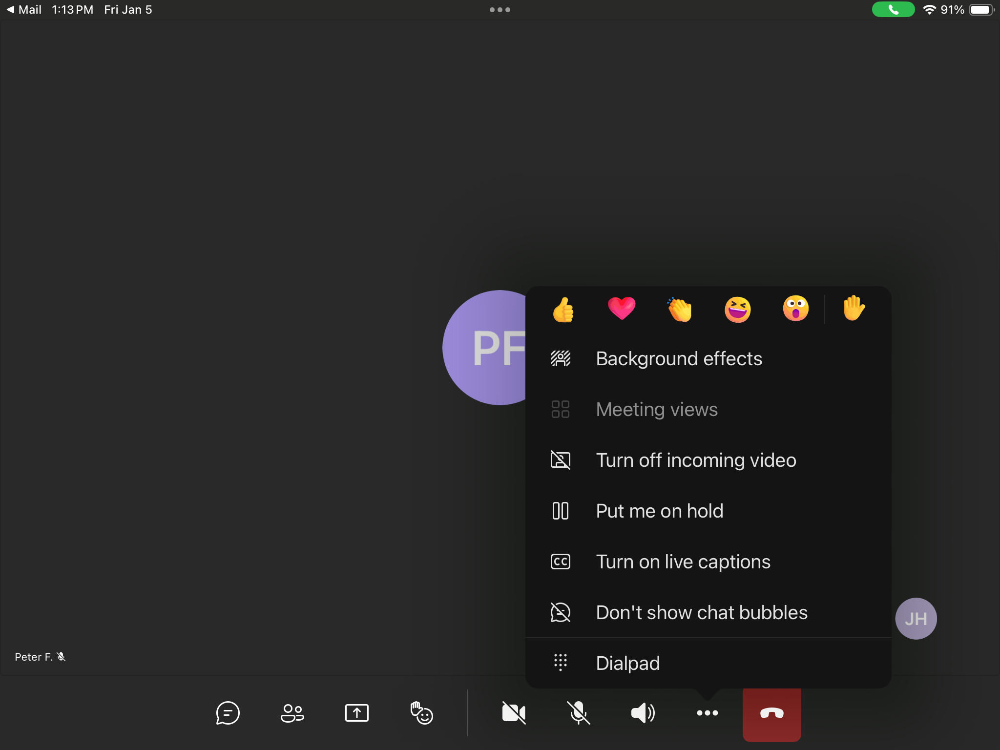 Mail 1:13 PM Fri Jan 5
91%
PF
Background effects
Meeting views
Turn off incoming video
Put me on hold
CC Turn on live captions
Don't show chat bubbles
JH
Peter F.
Dialpad